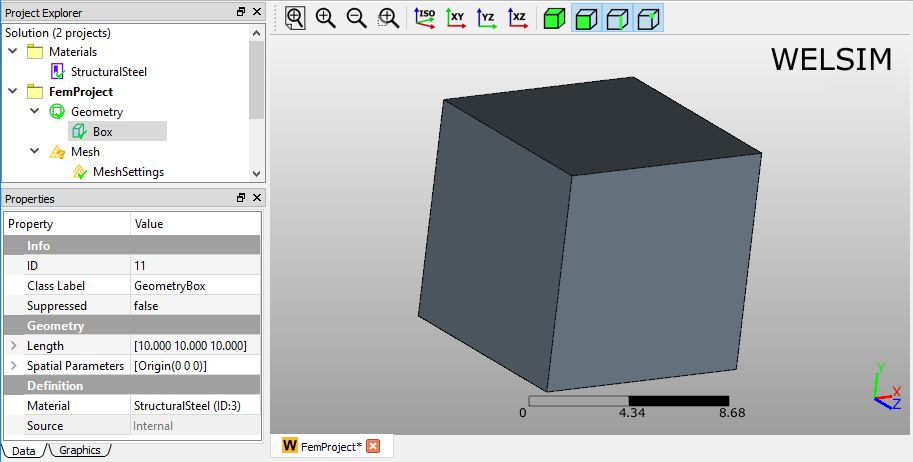 Project Explorer
Solution (2 projects)
Materials
StructuralSteel
FemProject
Geometry
Box
Mesh
MeshSettings
Properties
Property Value
Info
ID 11
Class Label GeometryBox
Suppressed false
Geometry
Length [10.000 10.000 10.000]
Spatial Parameters [Origin(0 0 0)]
Definition
Material StructuralSteel (ID:3)
Source Internal
Data Graphics
ISO XY YZ XZ
WELSIM
0 4.34 8.68
Y
X
Z
W FemProject*